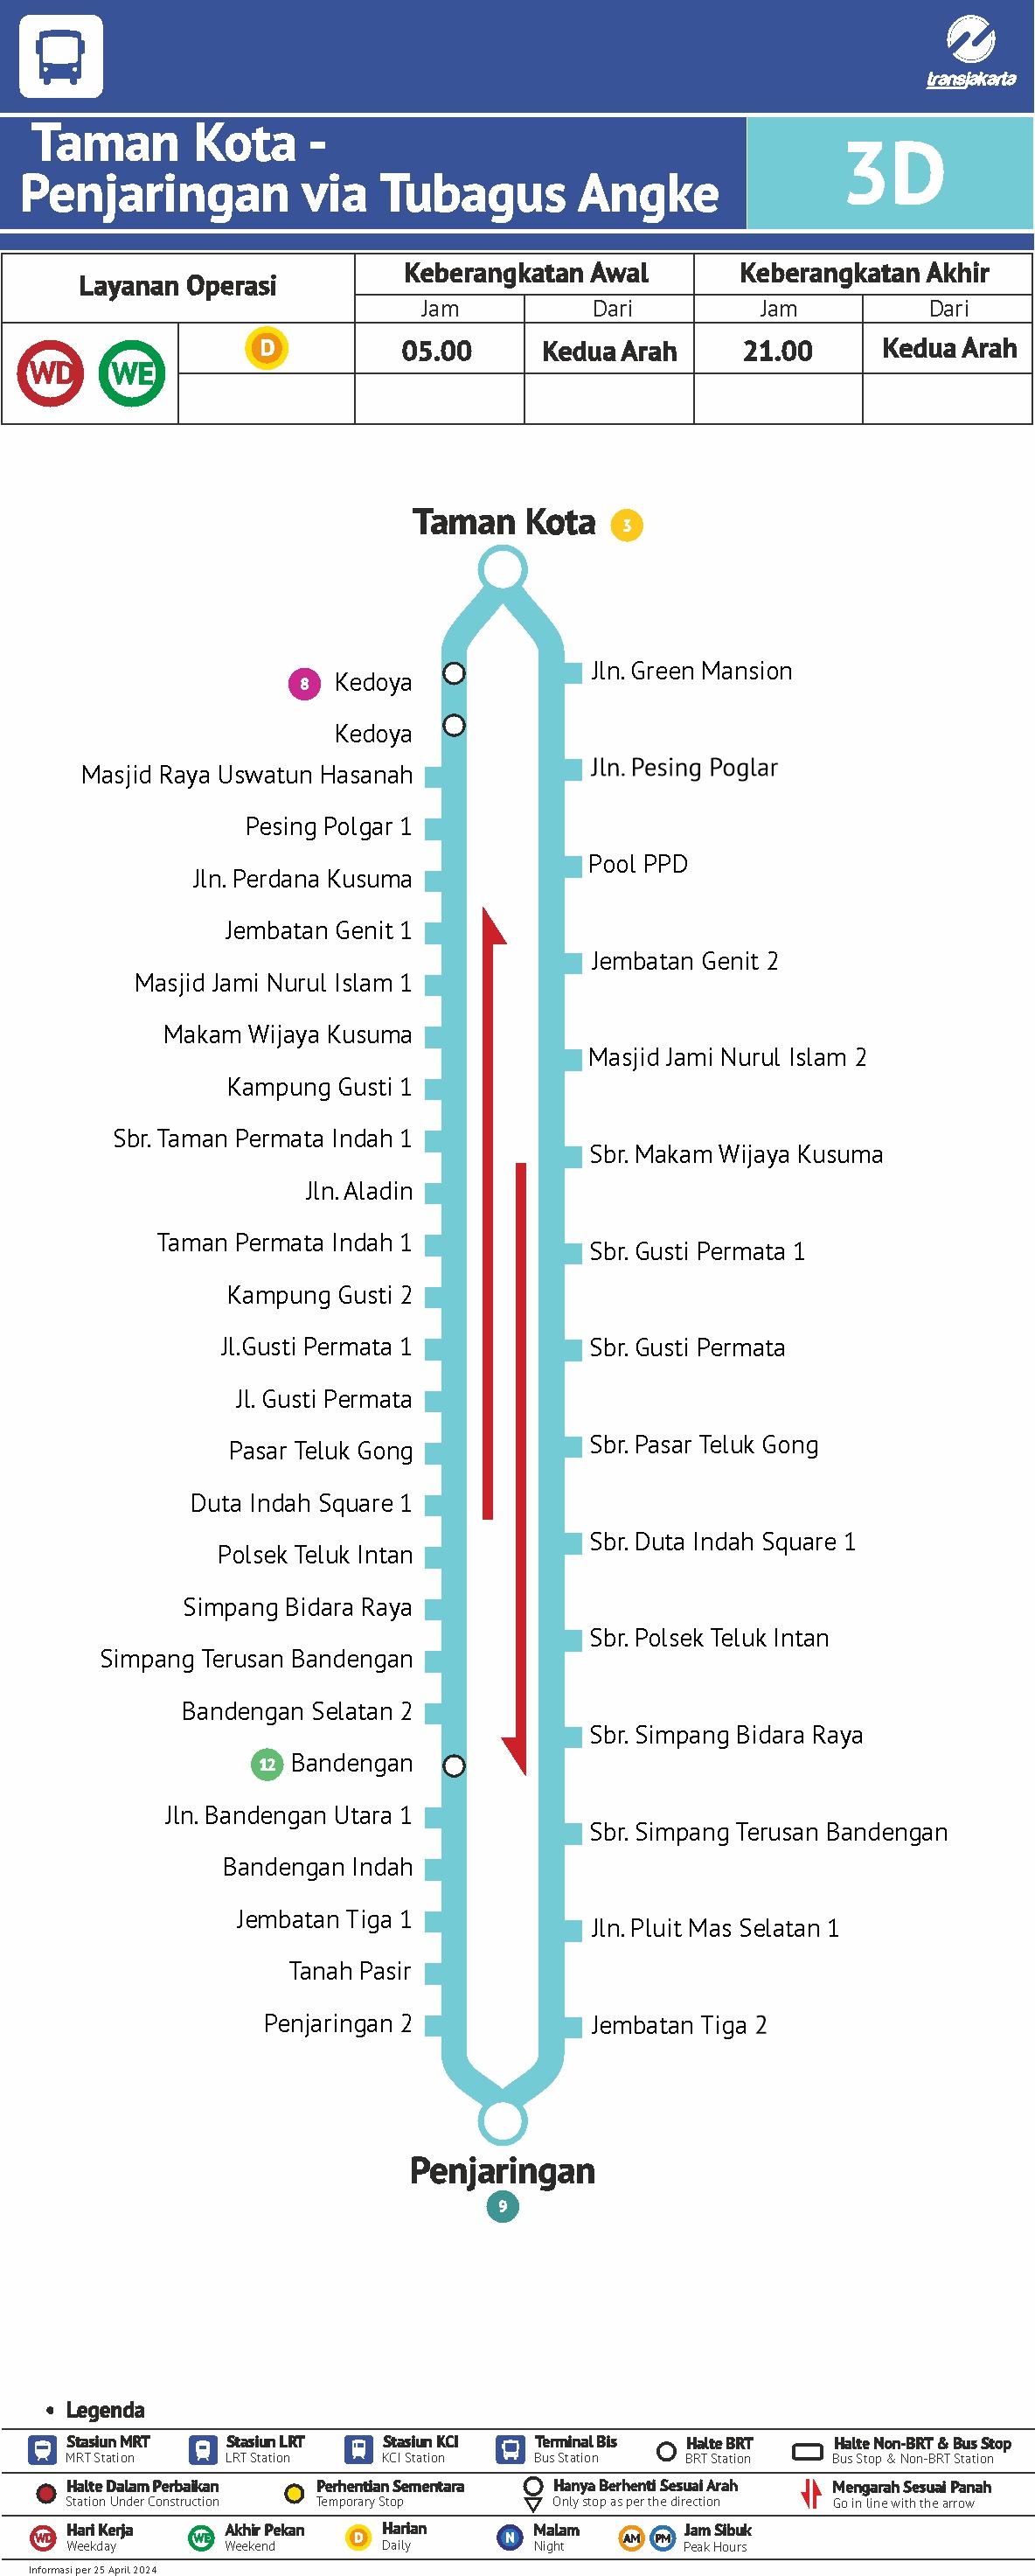 transjakarta
Taman Kota -
Penjaringan via Tubagus Angke
3D
Layanan Operasi
Keberangkatan Awal
Keberangkatan Akhir
Jam
Dari
Jam
Dari
WD
WE
D
05.00
Kedua Arah
21.00
Kedua Arah
Taman Kota 3
8 Kedoya
Kedoya
Masjid Raya Uswatun Hasanah
Pesing Polgar 1
Jln. Perdana Kusuma
Jembatan Genit 1
Masjid Jami Nurul Islam 1
Makam Wijaya Kusuma
Kampung Gusti 1
Sbr. Taman Permata Indah 1
Jln. Aladin
Taman Permata Indah 1
Kampung Gusti 2
Jl.Gusti Permata 1
Jl. Gusti Permata
Pasar Teluk Gong
Duta Indah Square 1
Polsek Teluk Intan
Simpang Bidara Raya
Simpang Terusan Bandengan
Bandengan Selatan 2
12 Bandengan
Jln. Bandengan Utara 1
Bandengan Indah
Jembatan Tiga 1
Tanah Pasir
Penjaringan 2
Jln. Green Mansion
Jln. Pesing Poglar
Pool PPD
Jembatan Genit 2
Masjid Jami Nurul Islam 2
Sbr. Makam Wijaya Kusuma
Sbr. Gusti Permata 1
Sbr. Gusti Permata
Sbr. Pasar Teluk Gong
Sbr. Duta Indah Square 1
Sbr. Polsek Teluk Intan
Sbr. Simpang Bidara Raya
Sbr. Simpang Terusan Bandengan
Jln. Pluit Mas Selatan 1
Jembatan Tiga 2
Penjaringan
9
• Legenda
Stasiun MRT
MRT Station
Stasiun LRT
LRT Station
Stasiun KCI
KCI Station
Terminal Bis
Bus Station
Halte BRT
BRT Station
Halte Non-BRT & Bus Stop
Bus Stop & Non-BRT Station
Halte Dalam Perbaikan
Station Under Construction
Perhentian Sementara
Temporary Stop
Hanya Berhenti Sesuai Arah
Only stop as per the direction
Mengarah Sesuai Panah
Go in line with the arrow
WD
Hari Kerja
Weekday
WE
Akhir Pekan
Weekend
D
Harian
Daily
N
Malam
Night
AM PM
Jam Sibuk
Peak Hours
Informasi per 25 April 2024